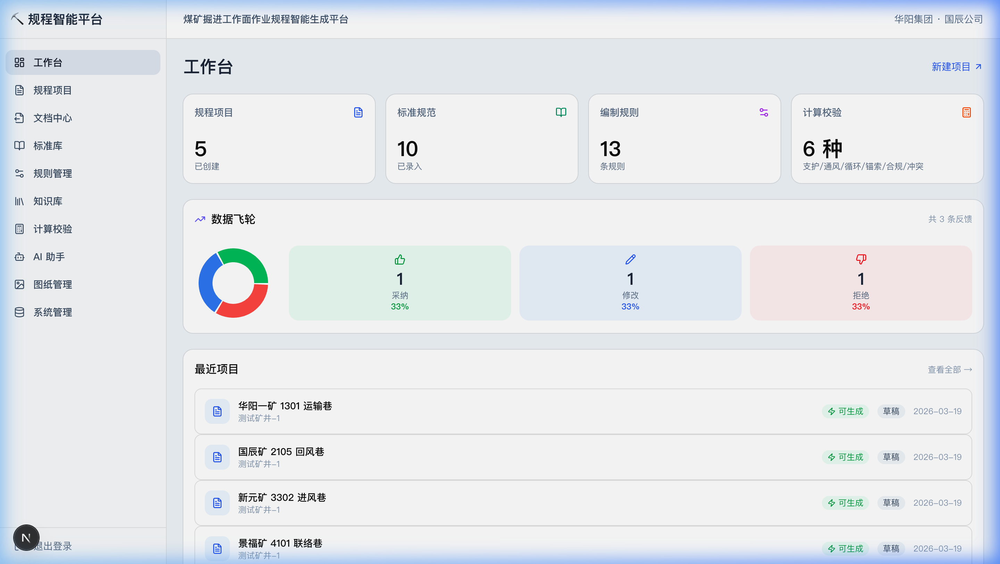 规程智能平台
煤矿掘进工作面作业规程智能生成平台
华阳集团 · 国辰公司
工作台
规程项目
文档中心
标准库
规则管理
知识库
计算校验
AI 助手
图纸管理
系统管理
N
退出登录
工作台
新建项目
规程项目
5
已创建
标准规范
10
已录入
编制规则
13
条规则
计算校验
6 种
支护/通风/循环/锚索/合规/冲突
数据飞轮
共 3 条反馈
1
采纳
33%
1
修改
33%
1
拒绝
33%
最近项目
查看全部 →
华阳一矿 1301 运输巷
测试矿井-1
可生成
草稿
2026-03-19
国辰矿 2105 回风巷
测试矿井-1
可生成
草稿
2026-03-19
新元矿 3302 进风巷
测试矿井-1
可生成
草稿
2026-03-19
景福矿 4101 联络巷
测试矿井-1
可生成
草稿
2026-03-19